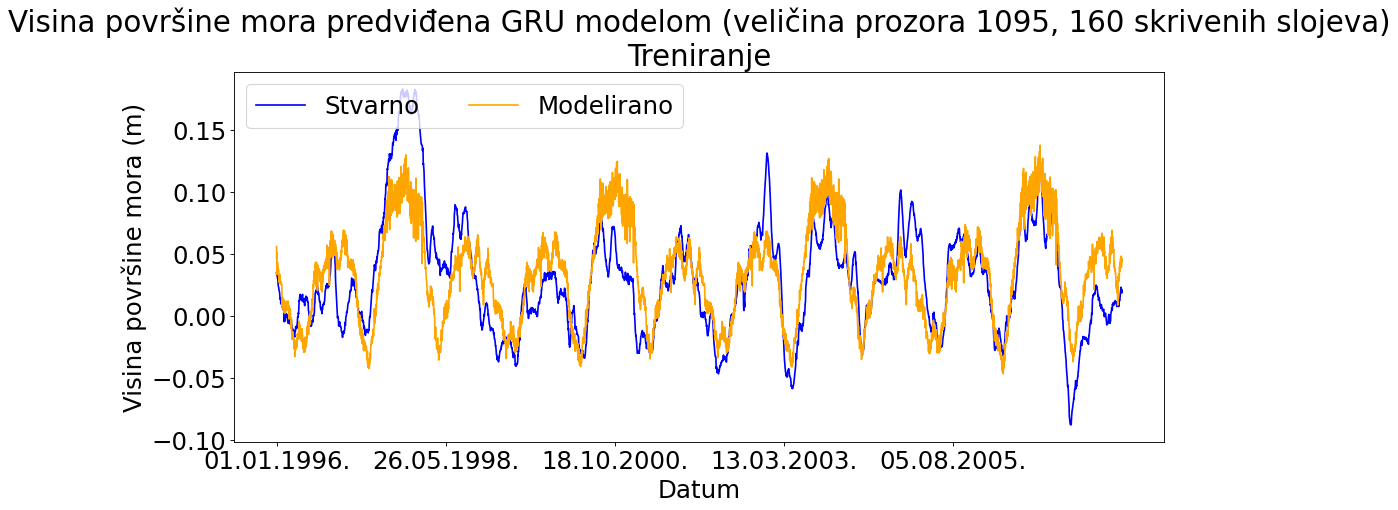 Visina površine mora predviđena GRU modelom (veličina prozora 1095, 160 skrivenih slojeva)
Treniranje
Stvarno
Modelirano
Visina površine mora (m)
0.15
0.10
0.05
0.00
−0.05
−0.10
01.01.1996.
26.05.1998.
18.10.2000.
13.03.2003.
05.08.2005.
Datum